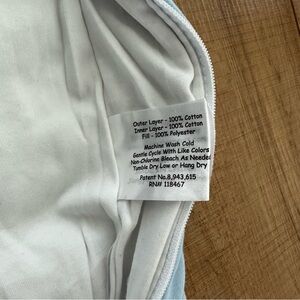 Outer Layer - 100% Cotton
Inner Layer - 100% Cotton
Fill - 100% Polyester
Machine Wash Cold
Gentle Cycle With Like Colors
Non-Chlorine Bleach As Needed
Tumble Dry Low or Hang Dry
Patent No.8,943,615
RN# 118467